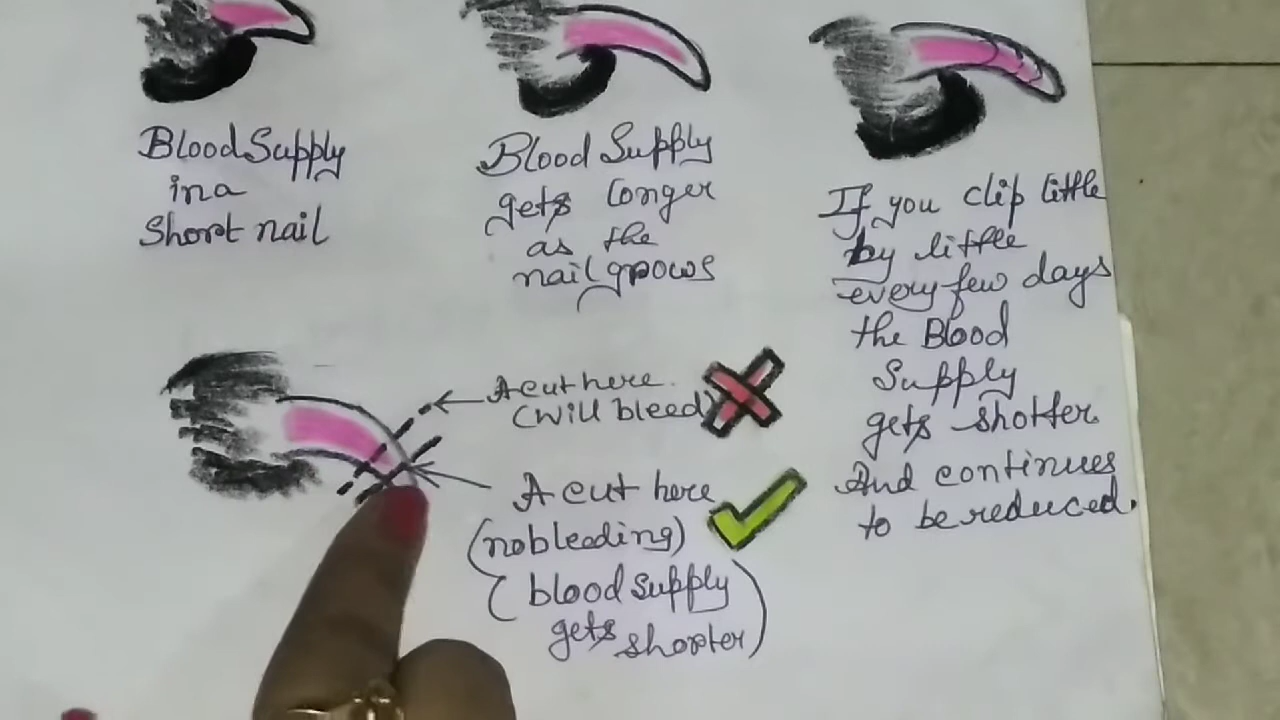 Blood Supply
in a
Short nail
Blood Supply
gets longer
as the
nail grows
If you clip little
by little
every few days
the Blood
Supply
gets shotter
And continues
to be reduced.
A cut here
(Will bleed)
A cut here
(no bleeding)
(blood supply
gets shorter)